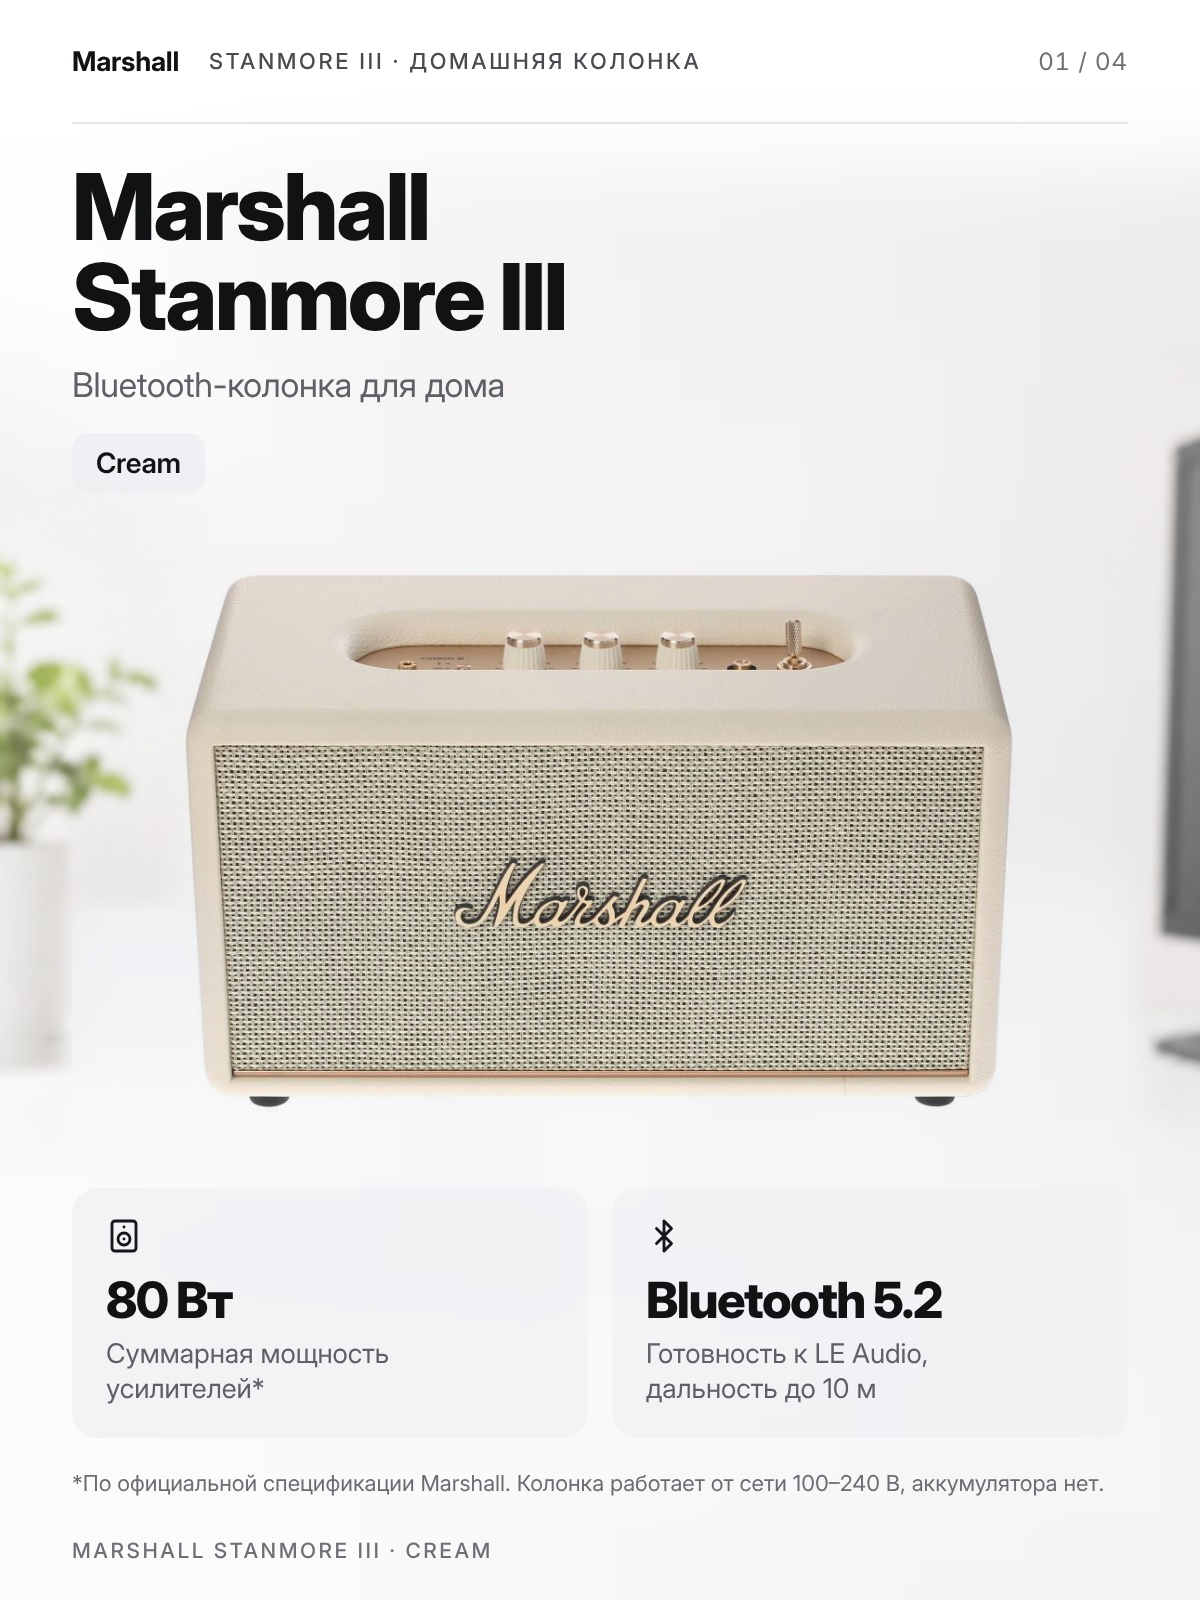 Marshall STANMORE III · ДОМАШНЯЯ КОЛОНКА 01 / 04
Marshall
Stanmore III
Bluetooth-колонка для дома
Cream
Marshall
80 Вт
Суммарная мощность
усилителей*
Bluetooth 5.2
Готовность к LE Audio,
дальность до 10 м
*По официальной спецификации Marshall. Колонка работает от сети 100–240 В, аккумулятора нет.
MARSHALL STANMORE III · CREAM